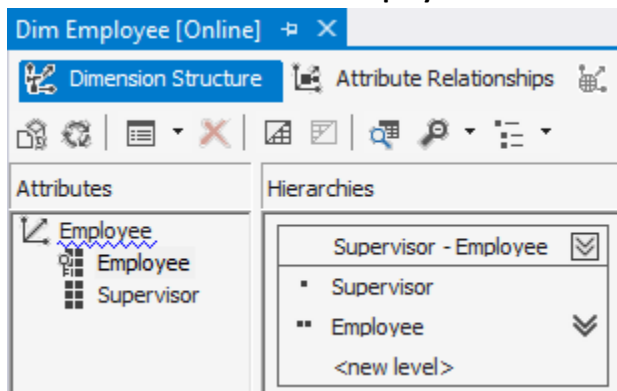 Dim Employee [Online]
Dimension Structure
Attribute Relationships
Attributes
Hierarchies
Employee
Employee
Supervisor
Supervisor - Employee
Supervisor
Employee
<new level>